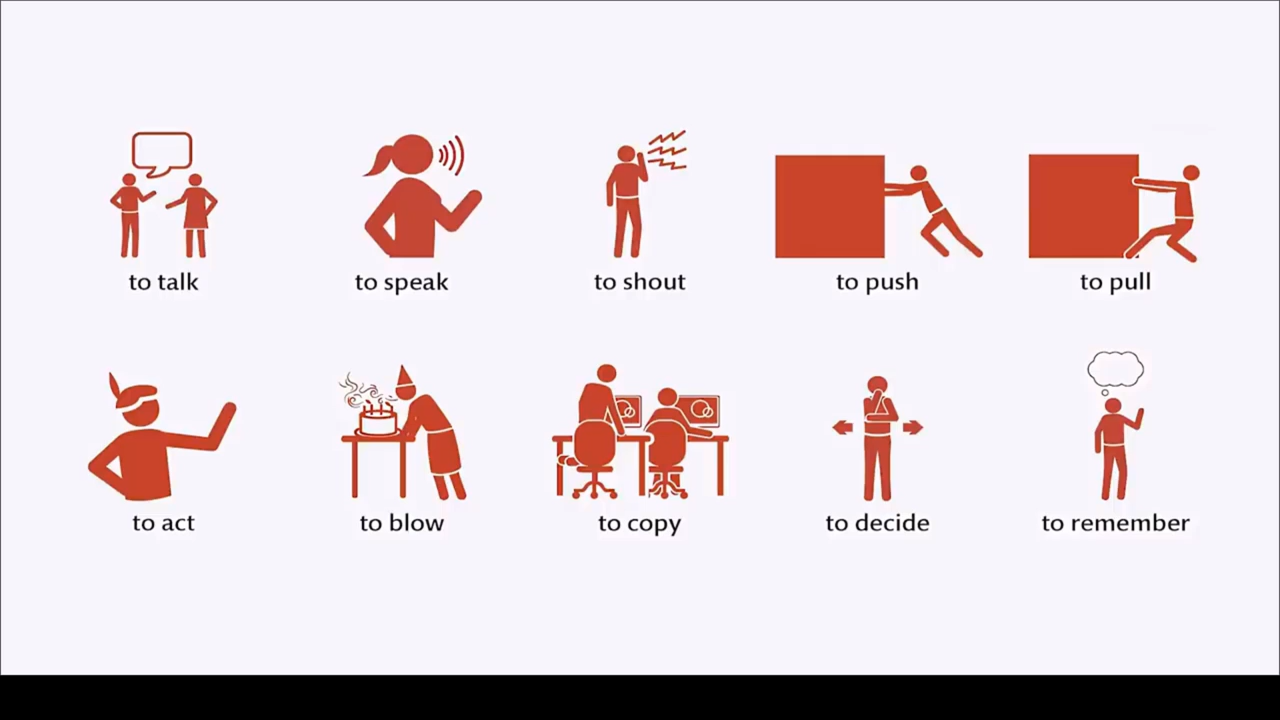 to talk
to speak
to shout
to push
to pull
to act
to blow
to copy
to decide
to remember